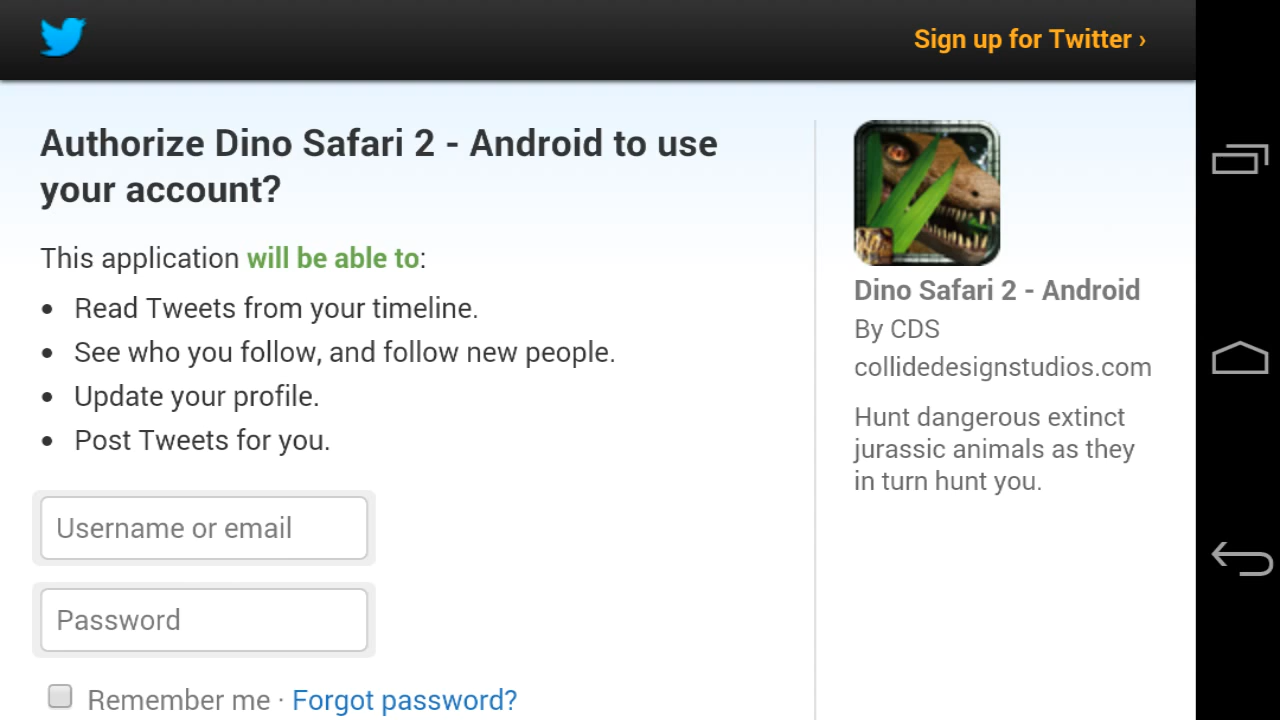 Sign up for Twitter ›
Authorize Dino Safari 2 - Android to use
your account?
This application will be able to:
• Read Tweets from your timeline.
• See who you follow, and follow new people.
• Update your profile.
• Post Tweets for you.
Username or email
Password
Remember me · Forgot password?
Dino Safari 2 - Android
By CDS
collidedesignstudios.com
Hunt dangerous extinct
jurassic animals as they
in turn hunt you.